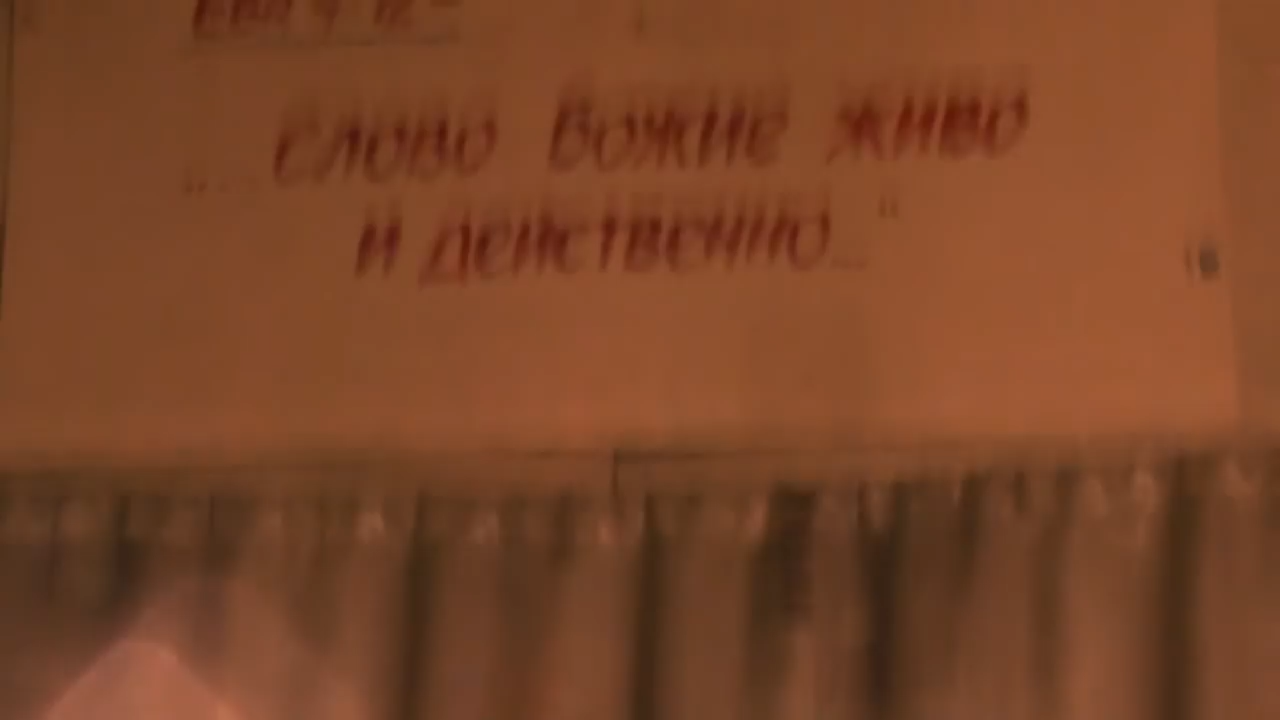 „...слово Божие живо
и действенно..."